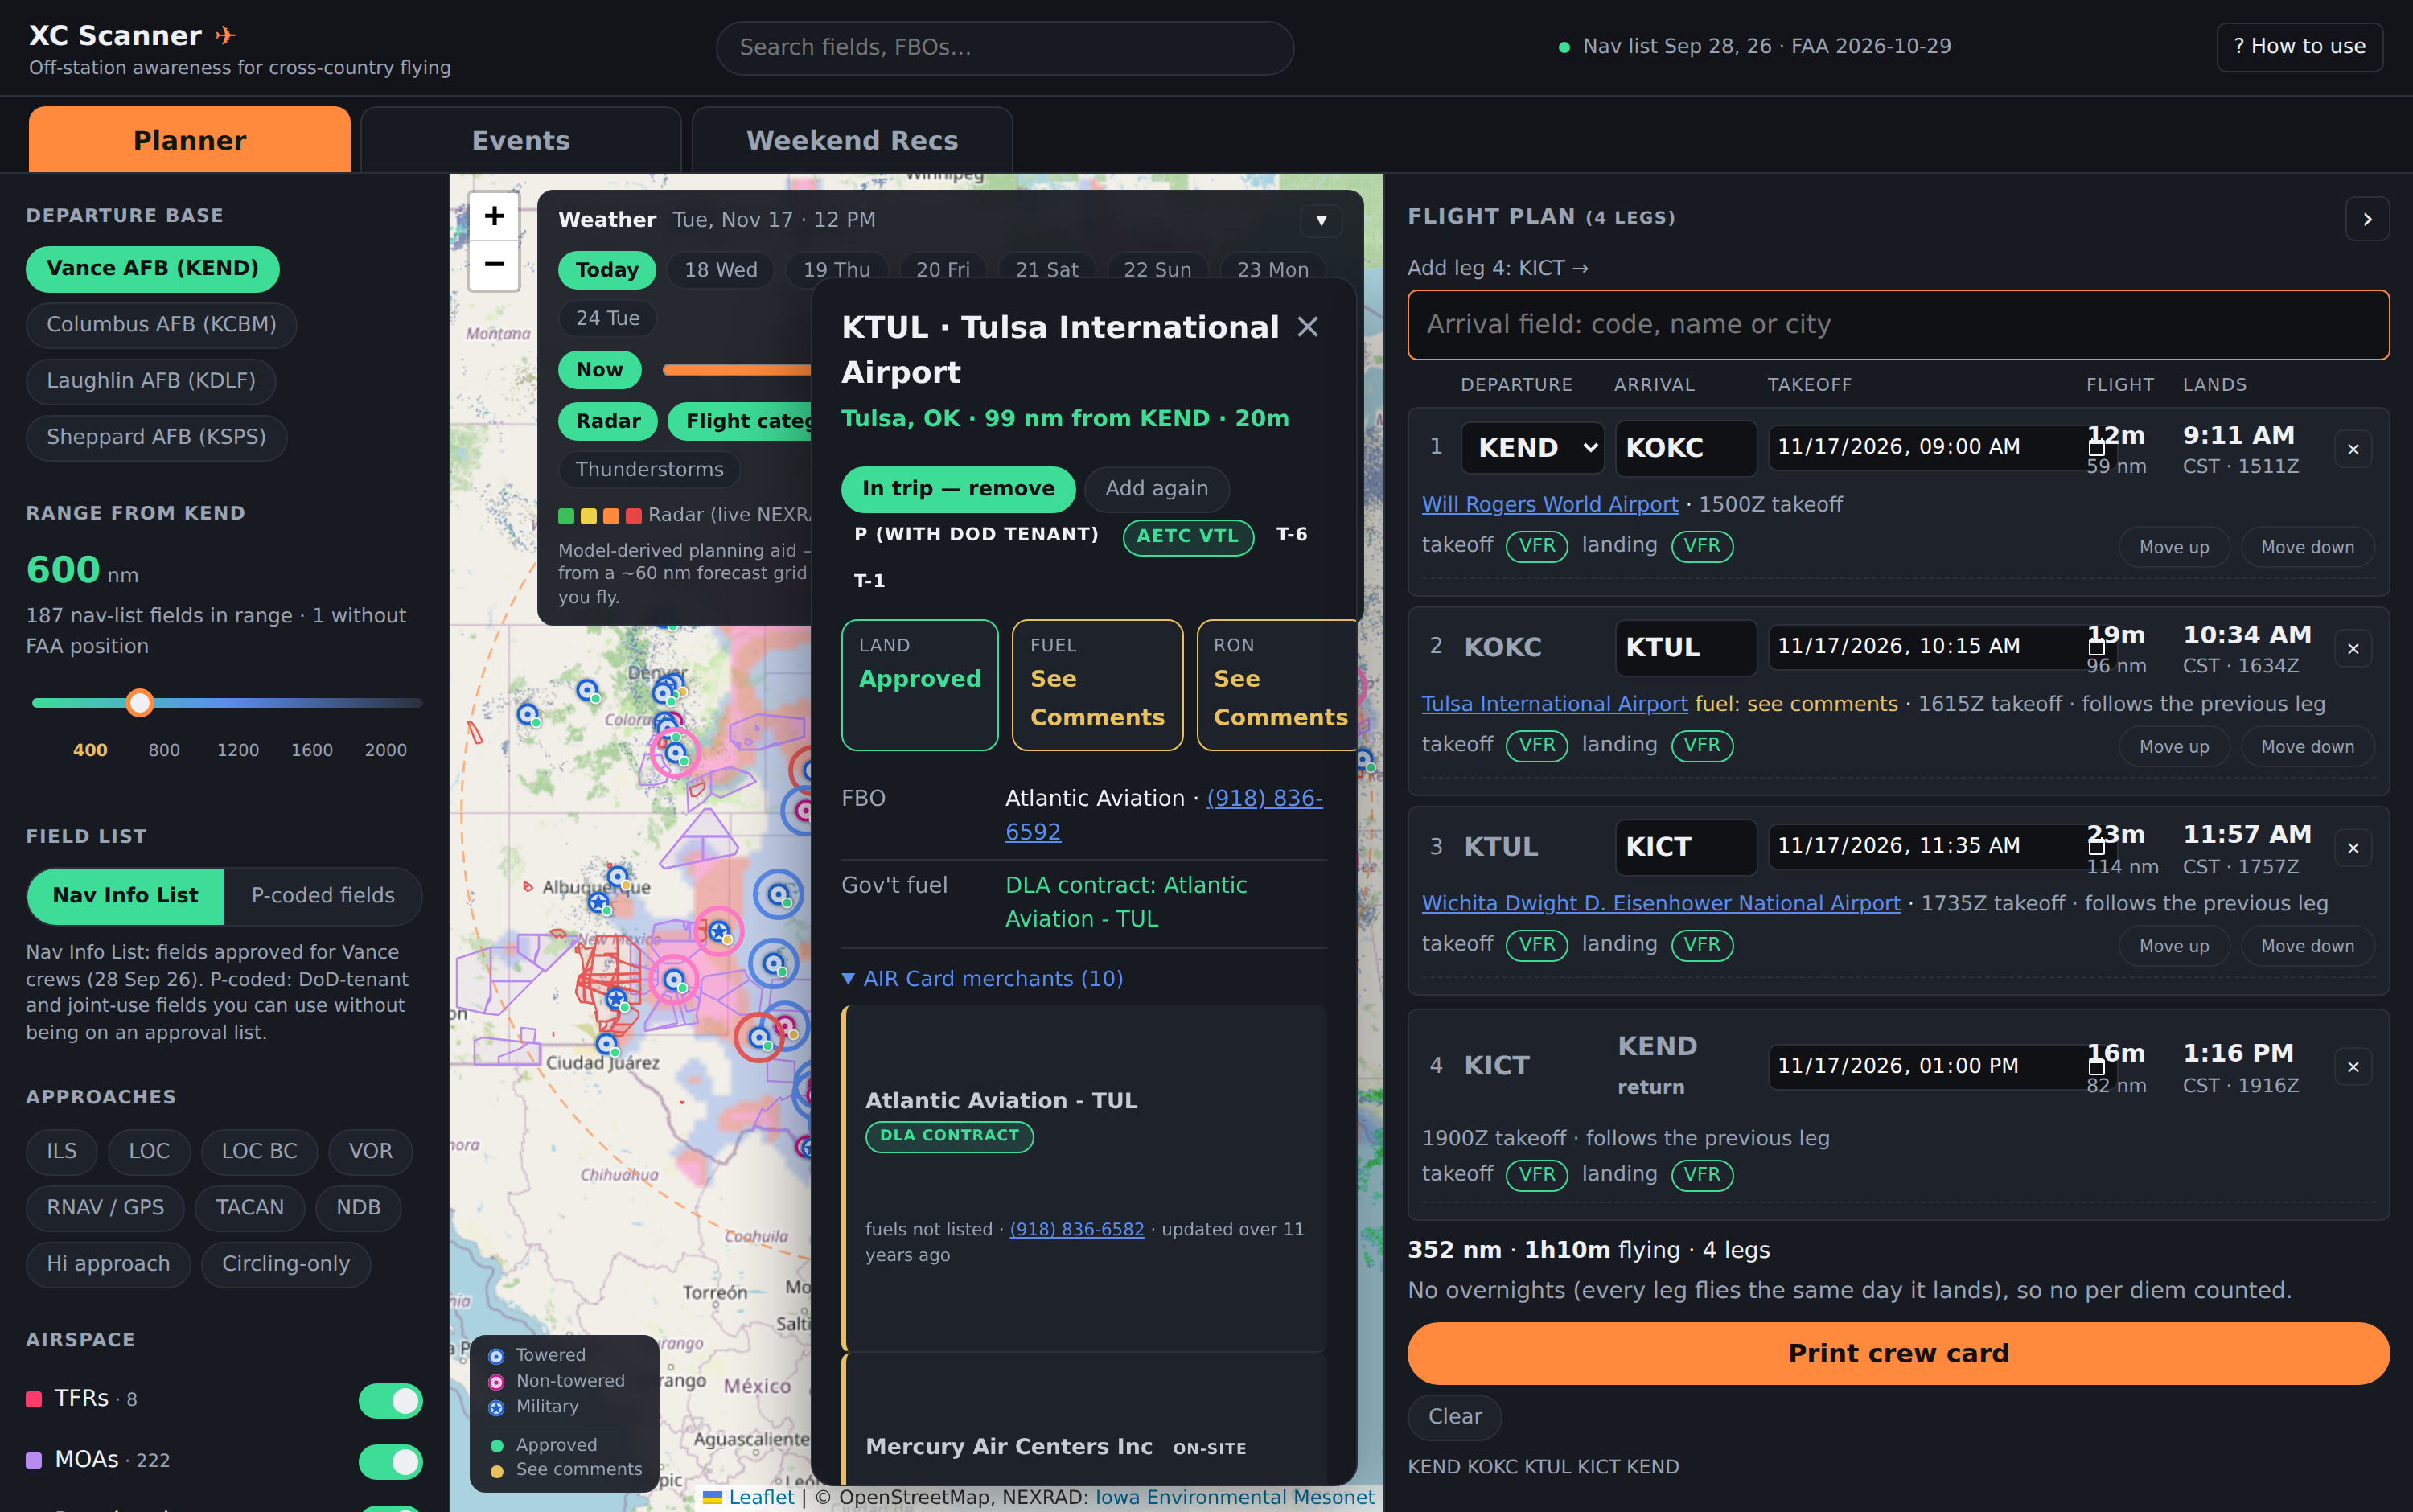 XC Scanner ✈
Off-station awareness for cross-country flying
Search fields, FBOs…
Nav list Sep 28, 26 · FAA 2026-10-29
? How to use
Planner
Events
Weekend Recs
DEPARTURE BASE
Vance AFB (KEND)
Columbus AFB (KCBM)
Laughlin AFB (KDLF)
Sheppard AFB (KSPS)
RANGE FROM KEND
600 nm
187 nav-list fields in range · 1 without
FAA position
400 800 1200 1600 2000
FIELD LIST
Nav Info List
P-coded fields
Nav Info List: fields approved for Vance
crews (28 Sep 26). P-coded: DoD-tenant
and joint-use fields you can use without
being on an approval list.
APPROACHES
ILS LOC LOC BC VOR
RNAV / GPS TACAN NDB
Hi approach Circling-only
AIRSPACE
TFRs · 8
MOAs · 222
+
−
Winnipeg
Montana
Weather Tue, Nov 17 · 12 PM ▼
Today 18 Wed 19 Thu 20 Fri 21 Sat 22 Sun 23 Mon
24 Tue
Now
Radar Flight categ
Thunderstorms
Radar (live NEXRA
Model-derived planning aid —
from a ~60 nm forecast grid
you fly.
Denver
Colora
Albuquerque
New Mexico
Ciudad Juárez
Chihuahua
Coahuila
Torreón
Mo
Salti
rango
urango
México
Aguascaliente
Towered
Non-towered
Military
Approved
See comments
Leaflet | © OpenStreetMap, NEXRAD: Iowa Environmental Mesonet
KTUL · Tulsa International
Airport
×
Tulsa, OK · 99 nm from KEND · 20m
In trip — remove
Add again
P (WITH DOD TENANT) AETC VTL T-6
T-1
LAND
Approved
FUEL
See
Comments
RON
See
Comments
FBO
Atlantic Aviation · (918) 836-
6592
Gov't fuel
DLA contract: Atlantic
Aviation - TUL
▼ AIR Card merchants (10)
Atlantic Aviation - TUL
DLA CONTRACT
fuels not listed · (918) 836-6582 · updated over 11
years ago
Mercury Air Centers Inc ON-SITE
FLIGHT PLAN (4 LEGS)
›
Add leg 4: KICT →
Arrival field: code, name or city
DEPARTURE ARRIVAL TAKEOFF FLIGHT LANDS
1 KEND KOKC 11/17/2026, 09:00 AM 12m 9:11 AM ×
59 nm CST · 1511Z
Will Rogers World Airport · 1500Z takeoff
takeoff VFR landing VFR Move up Move down
2 KOKC KTUL 11/17/2026, 10:15 AM 19m 10:34 AM ×
96 nm CST · 1634Z
Tulsa International Airport fuel: see comments · 1615Z takeoff · follows the previous leg
takeoff VFR landing VFR Move up Move down
3 KTUL KICT 11/17/2026, 11:35 AM 23m 11:57 AM ×
114 nm CST · 1757Z
Wichita Dwight D. Eisenhower National Airport · 1735Z takeoff · follows the previous leg
takeoff VFR landing VFR Move up Move down
4 KICT KEND 11/17/2026, 01:00 PM 16m 1:16 PM ×
return 82 nm CST · 1916Z
1900Z takeoff · follows the previous leg
takeoff VFR landing VFR
352 nm · 1h10m flying · 4 legs
No overnights (every leg flies the same day it lands), so no per diem counted.
Print crew card
Clear
KEND KOKC KTUL KICT KEND